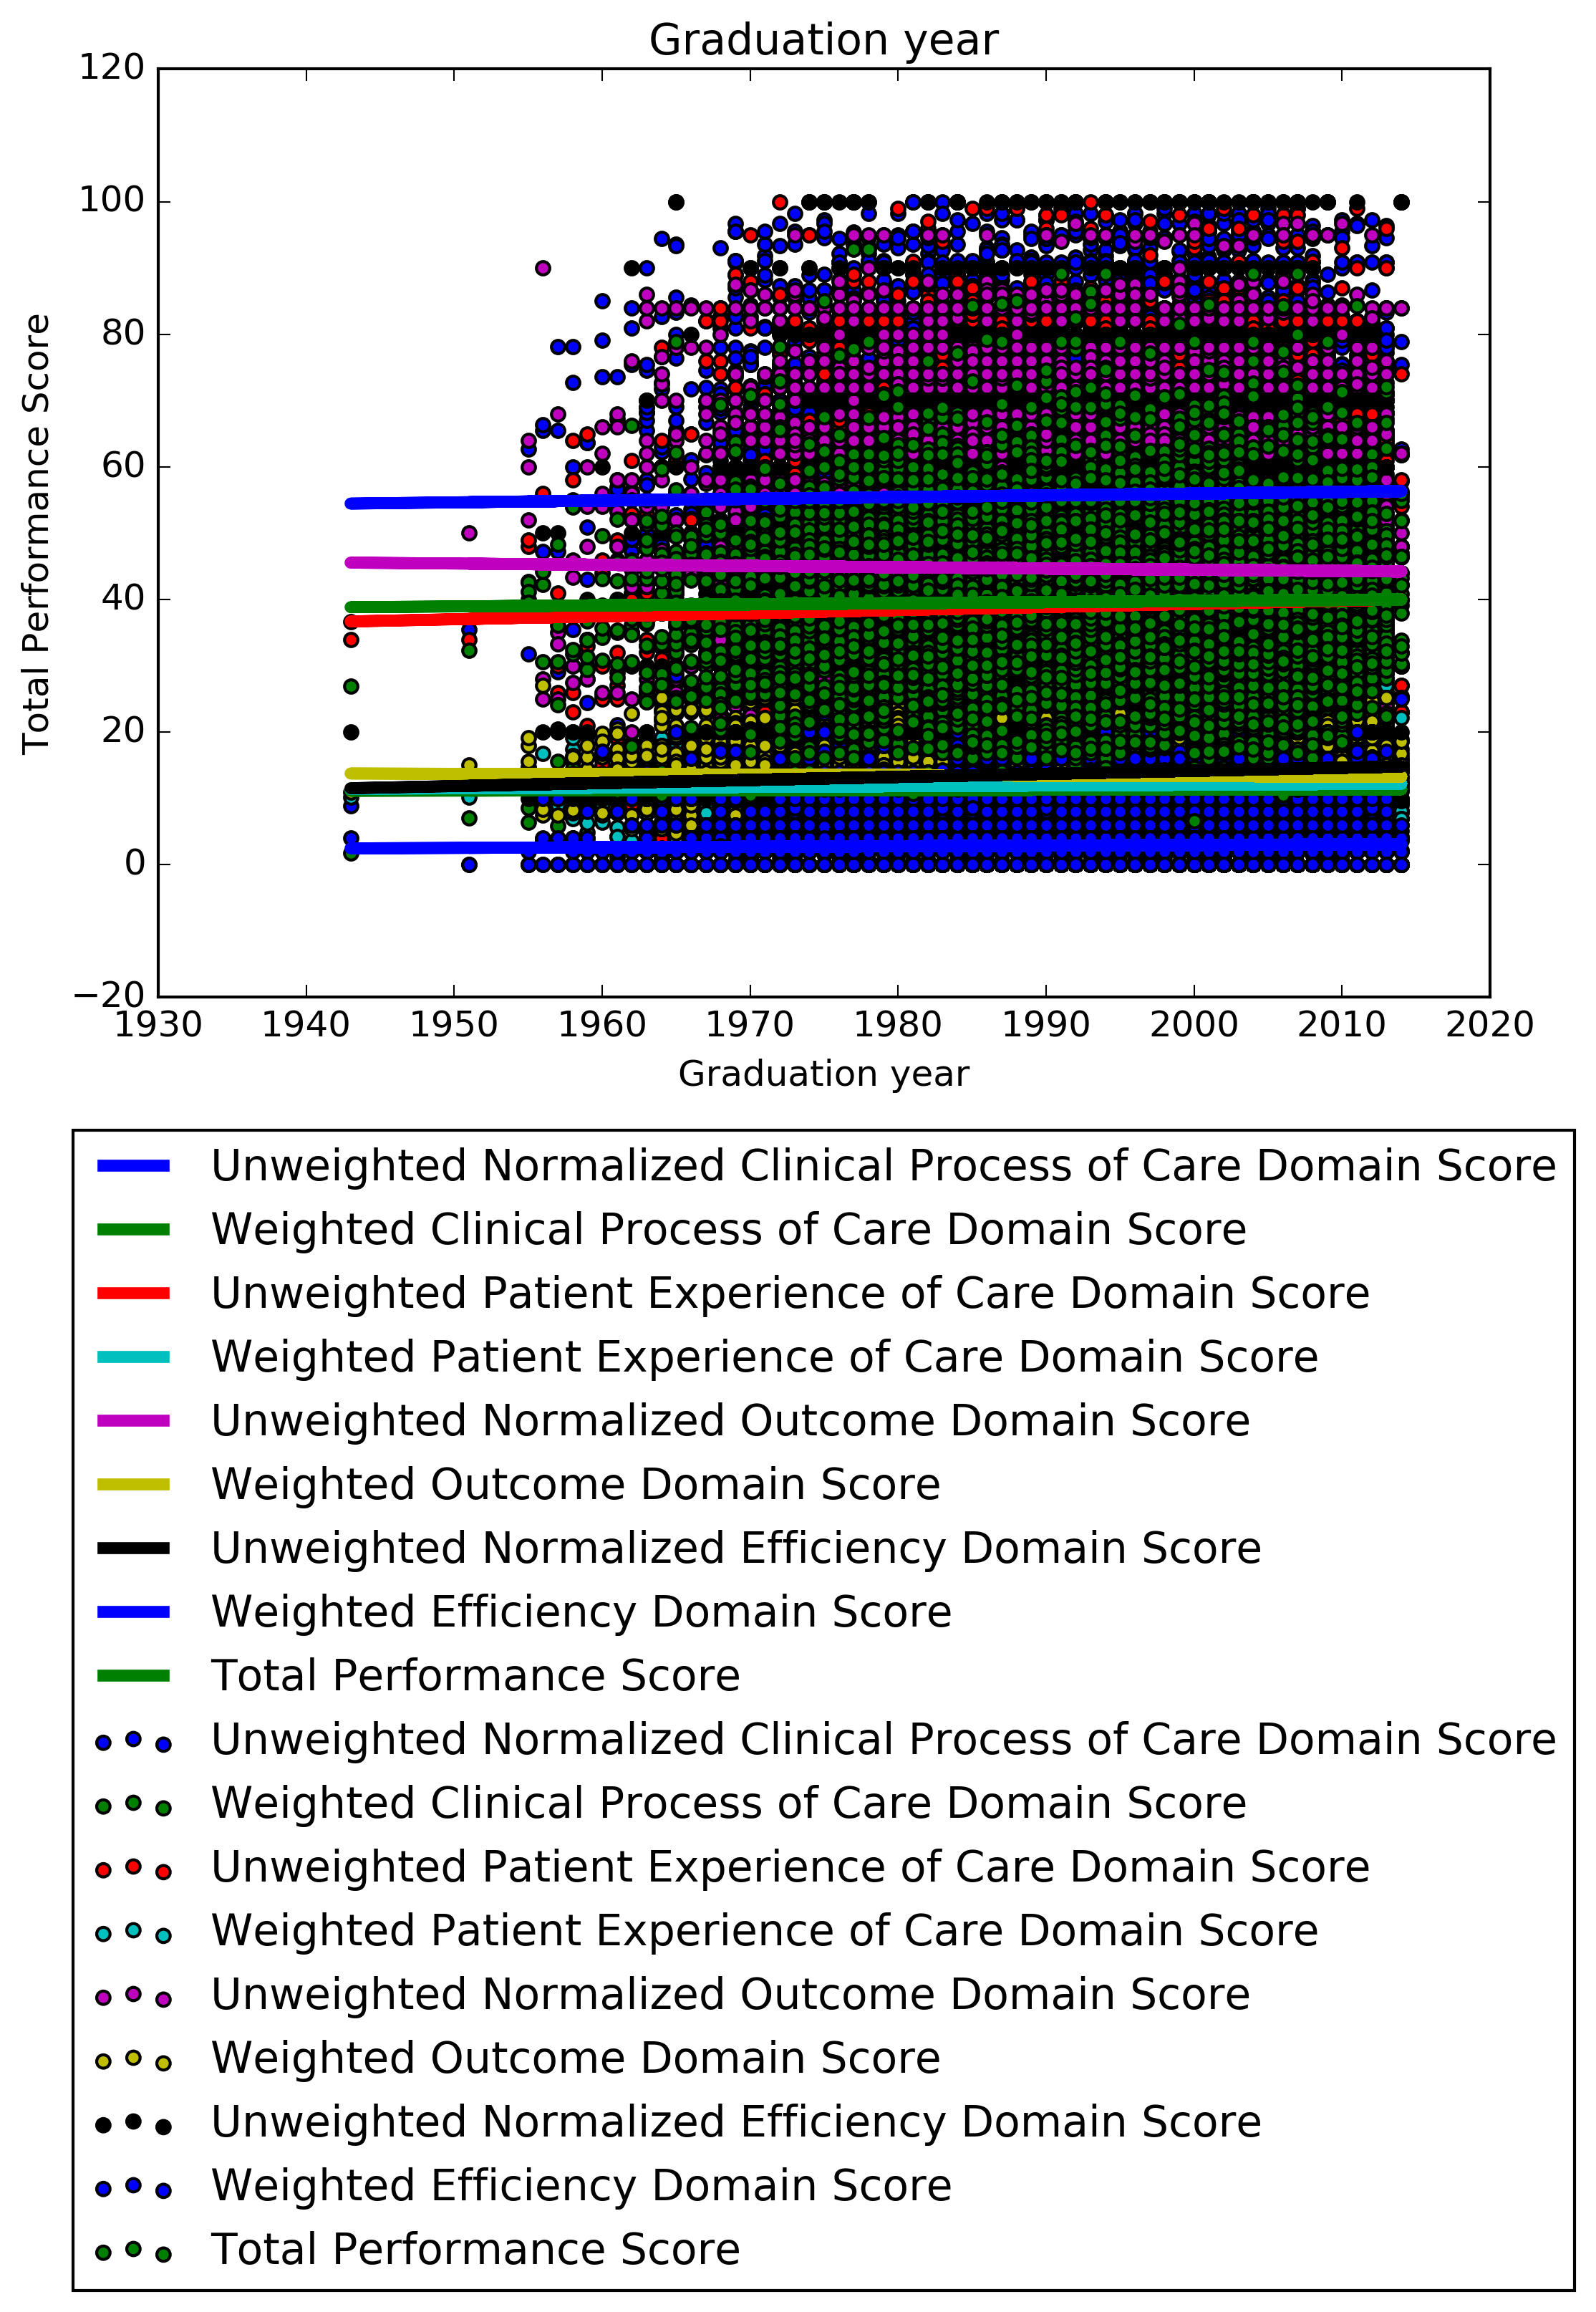 Graduation year
120
100
80
60
40
20
0
−20
Total Performance Score
1930 1940 1950 1960 1970 1980 1990 2000 2010 2020
Graduation year
Unweighted Normalized Clinical Process of Care Domain Score
Weighted Clinical Process of Care Domain Score
Unweighted Patient Experience of Care Domain Score
Weighted Patient Experience of Care Domain Score
Unweighted Normalized Outcome Domain Score
Weighted Outcome Domain Score
Unweighted Normalized Efficiency Domain Score
Weighted Efficiency Domain Score
Total Performance Score
Unweighted Normalized Clinical Process of Care Domain Score
Weighted Clinical Process of Care Domain Score
Unweighted Patient Experience of Care Domain Score
Weighted Patient Experience of Care Domain Score
Unweighted Normalized Outcome Domain Score
Weighted Outcome Domain Score
Unweighted Normalized Efficiency Domain Score
Weighted Efficiency Domain Score
Total Performance Score